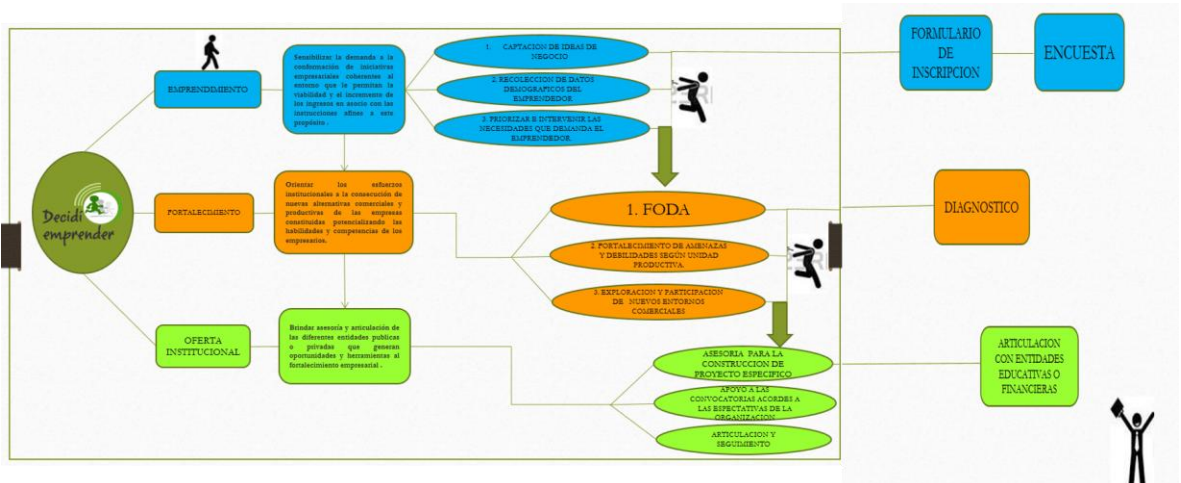 Decidí
emprender
EMPRENDIMIENTO
Sensibilizar la demanda a la
conformación de iniciativas
empresariales coherentes al
entorno que le permitan la
viabilidad y el incremento de
los ingresos en asocio con las
instrucciones afines a este
propósito .
1. CAPTACION DE IDEAS DE
NEGOCIO
2. RECOLECCION DE DATOS
DEMOGRAFICOS DEL
EMPRENDEDOR
3. PRIORIZAR E INTERVENIR LAS
NECESIDADES QUE DEMANDA EL
EMPRENDEDOR.
FORMULARIO
DE
INSCRIPCION
ENCUESTA
FORTALECIMIENTO
Orientar los esfuerzos
institucionales a la consecución de
nuevas alternativas comerciales y
productivas de las empresas
constituidas potencializando las
habilidades y competencias de los
empresarios.
1. FODA
2. FORTALECIMIENTO DE AMENAZAS
Y DEBILIDADES SEGÚN UNIDAD
PRODUCTIVA.
3. EXPLORACION Y PARTICIPACION
DE NUEVOS ENTORNOS
COMERCIALES
DIAGNOSTICO
OFERTA
INSTITUCIONAL
Brindar asesoría y articulación de
las diferentes entidades publicas
o privadas que generan
oportunidades y herramientas al
fortalecimiento empresarial .
ASESORIA PARA LA
CONSTRUCCION DE
PROYECTO ESPECIFICO
APOYO A LAS
CONVOCATORIAS ACORDES A
LAS ESPECTATIVAS DE LA
ORGANIZACIÓN
ARTICULACION Y
SEGUIMIENTO
ARTICULACION
CON ENTIDADES
EDUCATIVAS O
FINANCIERAS